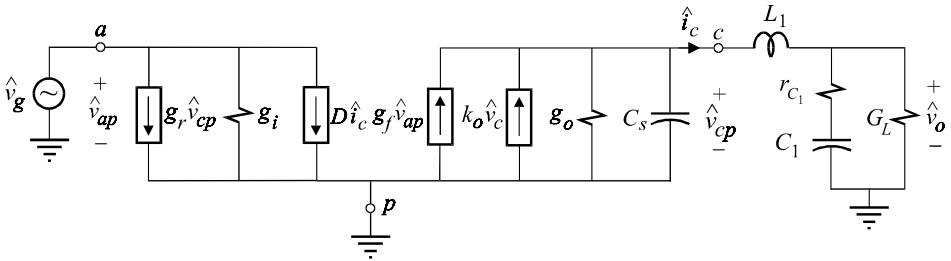 a
v̂g
+
v̂ap
−
gr v̂cp
gi
D îc
gf v̂ap
ko v̂c
go
Cs
îc
c
+
v̂cp
−
L1
rC1
C1
GL
+
v̂o
−
p